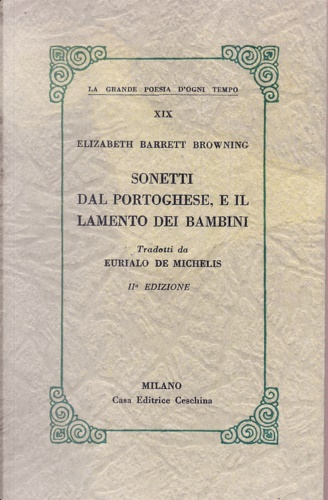 LA GRANDE POESIA D'OGNI TEMPO
XIX
ELIZABETH BARRETT BROWNING
SONETTI
DAL PORTOGHESE, E IL
LAMENTO DEI BAMBINI
Tradotti da
EURIALO DE MICHELIS
IIª EDIZIONE
MILANO
Casa Editrice Ceschina